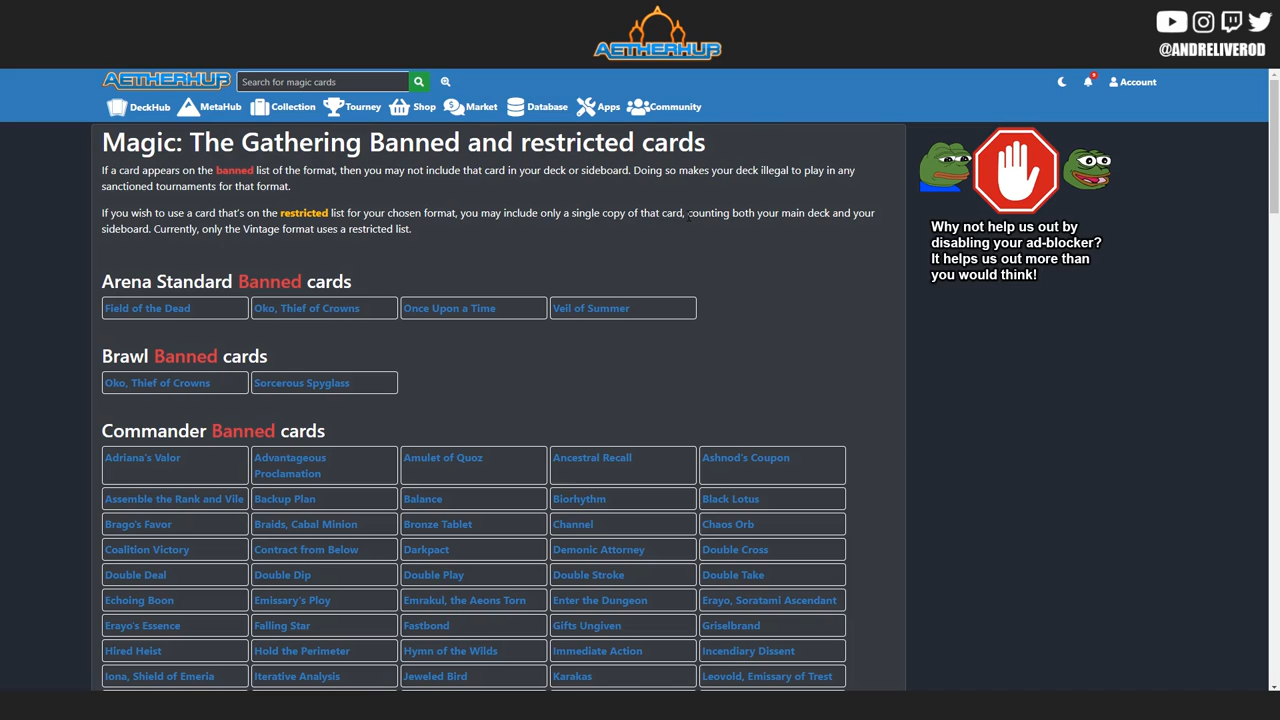 AETHERHUB
@ANDRELIVEROD
AETHERHUB
Search for magic cards
Account
DeckHub
MetaHub
Collection
Tourney
Shop
Market
Database
Apps
Community
Magic: The Gathering Banned and restricted cards
If a card appears on the banned list of the format, then you may not include that card in your deck or sideboard. Doing so makes your deck illegal to play in any
sanctioned tournaments for that format.
If you wish to use a card that's on the restricted list for your chosen format, you may include only a single copy of that card, counting both your main deck and your
sideboard. Currently, only the Vintage format uses a restricted list.
Why not help us out by
disabling your ad-blocker?
It helps us out more than
you would think!
Arena Standard Banned cards
Field of the Dead
Oko, Thief of Crowns
Once Upon a Time
Veil of Summer
Brawl Banned cards
Oko, Thief of Crowns
Sorcerous Spyglass
Commander Banned cards
Adriana's Valor
Advantageous
Proclamation
Amulet of Quoz
Ancestral Recall
Ashnod's Coupon
Assemble the Rank and Vile
Backup Plan
Balance
Biorhythm
Black Lotus
Brago's Favor
Braids, Cabal Minion
Bronze Tablet
Channel
Chaos Orb
Coalition Victory
Contract from Below
Darkpact
Demonic Attorney
Double Cross
Double Deal
Double Dip
Double Play
Double Stroke
Double Take
Echoing Boon
Emissary's Ploy
Emrakul, the Aeons Torn
Enter the Dungeon
Erayo, Soratami Ascendant
Erayo's Essence
Falling Star
Fastbond
Gifts Ungiven
Griselbrand
Hired Heist
Hold the Perimeter
Hymn of the Wilds
Immediate Action
Incendiary Dissent
Iona, Shield of Emeria
Iterative Analysis
Jeweled Bird
Karakas
Leovold, Emissary of Trest